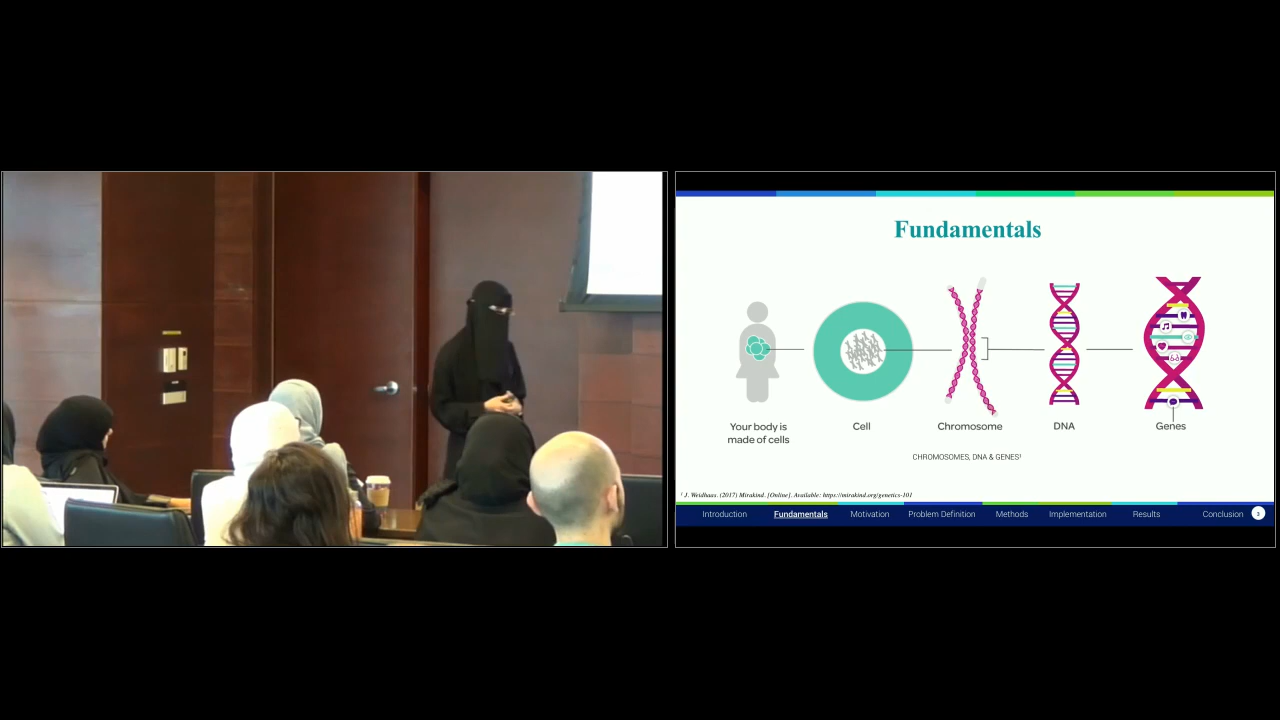 Fundamentals
Your body is
made of cells
Cell
Chromosome
DNA
Genes
CHROMOSOMES, DNA & GENES¹
¹ J. Weidhaas. (2017) Mirakind. [Online]. Available: https://mirakind.org/genetics-101
Introduction Fundamentals Motivation Problem Definition Methods Implementation Results Conclusion 3